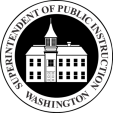 SUPERINTENDENT OF PUBLIC INSTRUCTION
WASHINGTON